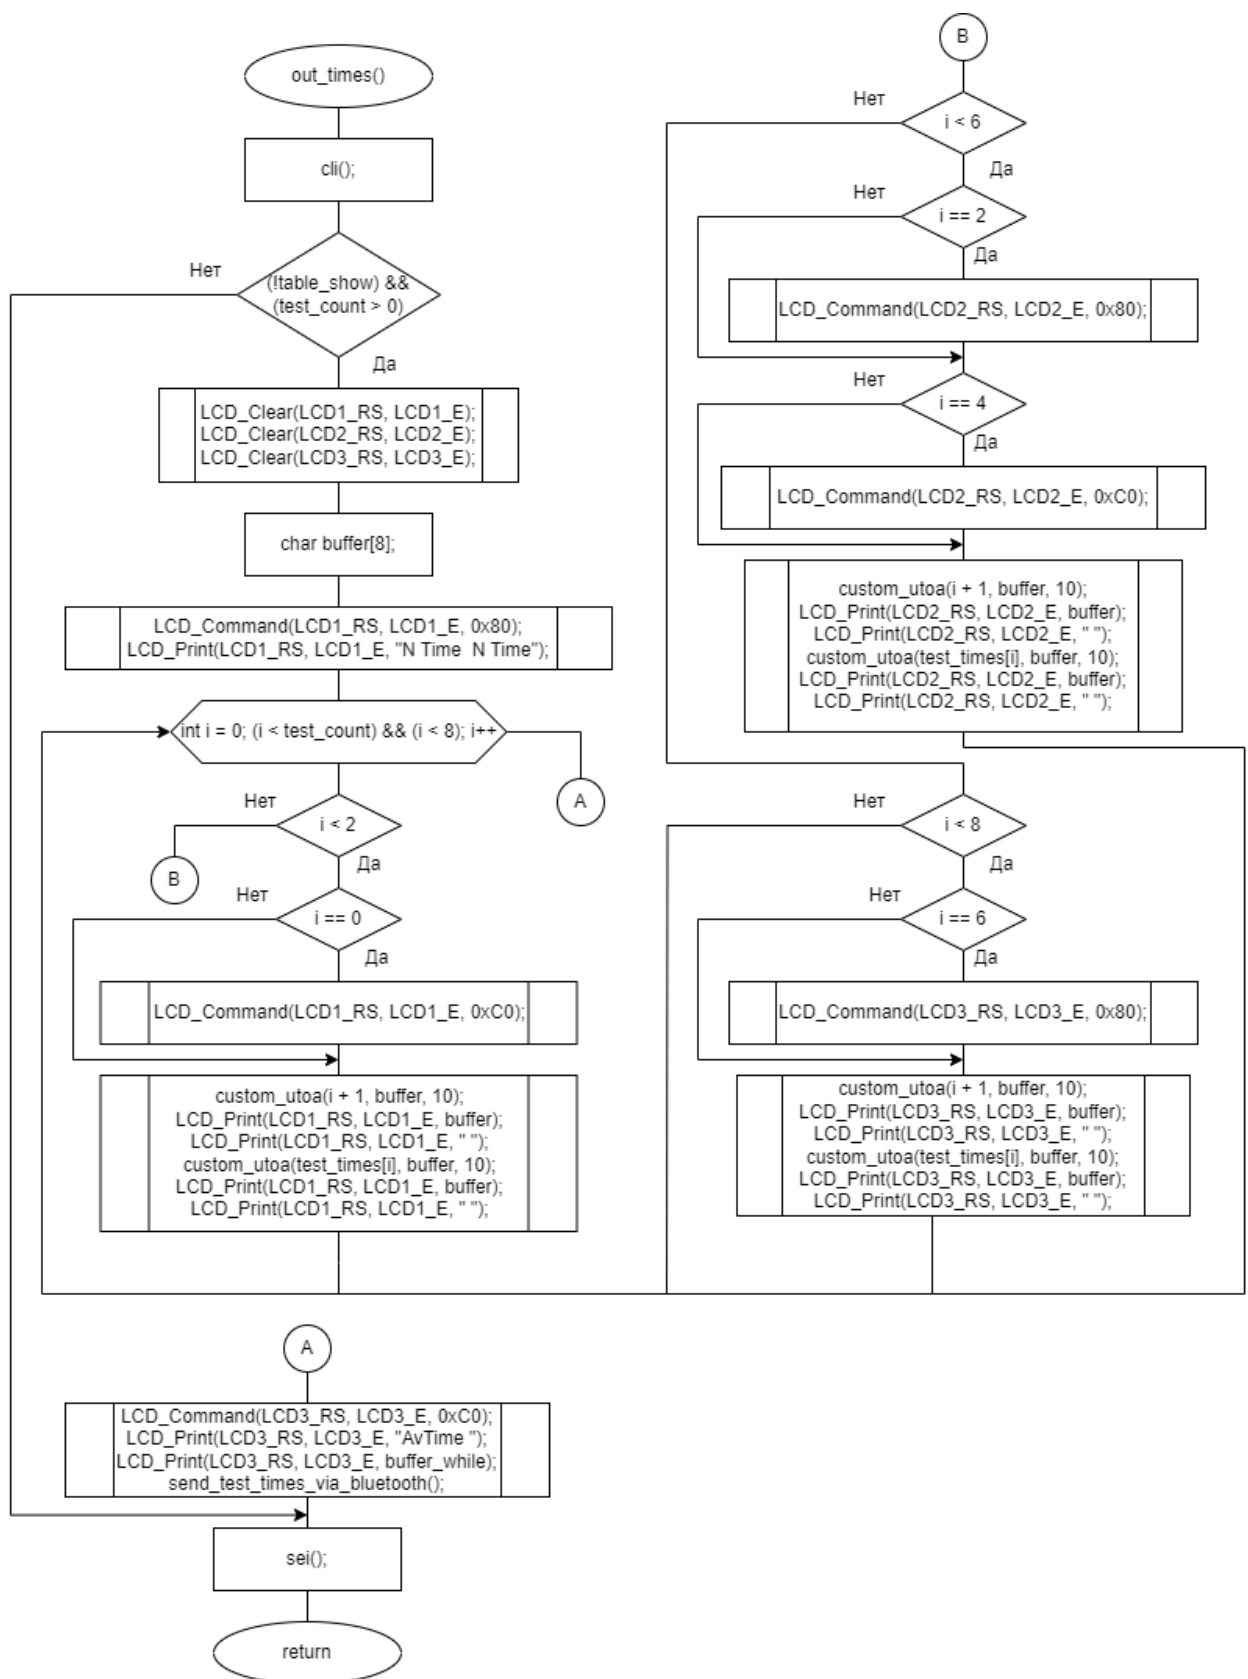 out_times()
cli();
Нет
(!table_show) &&
(test_count > 0)
Да
LCD_Clear(LCD1_RS, LCD1_E);
LCD_Clear(LCD2_RS, LCD2_E);
LCD_Clear(LCD3_RS, LCD3_E);
char buffer[8];
LCD_Command(LCD1_RS, LCD1_E, 0x80);
LCD_Print(LCD1_RS, LCD1_E, "N Time  N Time");
int i = 0; (i < test_count) && (i < 8); i++
A
Нет
i < 2
Да
B
Нет
i == 0
Да
LCD_Command(LCD1_RS, LCD1_E, 0xC0);
custom_utoa(i + 1, buffer, 10);
LCD_Print(LCD1_RS, LCD1_E, buffer);
LCD_Print(LCD1_RS, LCD1_E, " ");
custom_utoa(test_times[i], buffer, 10);
LCD_Print(LCD1_RS, LCD1_E, buffer);
LCD_Print(LCD1_RS, LCD1_E, " ");
A
LCD_Command(LCD3_RS, LCD3_E, 0xC0);
LCD_Print(LCD3_RS, LCD3_E, "AvTime ");
LCD_Print(LCD3_RS, LCD3_E, buffer_while);
send_test_times_via_bluetooth();
sei();
return
B
Нет
i < 6
Да
Нет
i == 2
Да
LCD_Command(LCD2_RS, LCD2_E, 0x80);
Нет
i == 4
Да
LCD_Command(LCD2_RS, LCD2_E, 0xC0);
custom_utoa(i + 1, buffer, 10);
LCD_Print(LCD2_RS, LCD2_E, buffer);
LCD_Print(LCD2_RS, LCD2_E, " ");
custom_utoa(test_times[i], buffer, 10);
LCD_Print(LCD2_RS, LCD2_E, buffer);
LCD_Print(LCD2_RS, LCD2_E, " ");
Нет
i < 8
Да
Нет
i == 6
Да
LCD_Command(LCD3_RS, LCD3_E, 0x80);
custom_utoa(i + 1, buffer, 10);
LCD_Print(LCD3_RS, LCD3_E, buffer);
LCD_Print(LCD3_RS, LCD3_E, " ");
custom_utoa(test_times[i], buffer, 10);
LCD_Print(LCD3_RS, LCD3_E, buffer);
LCD_Print(LCD3_RS, LCD3_E, " ");